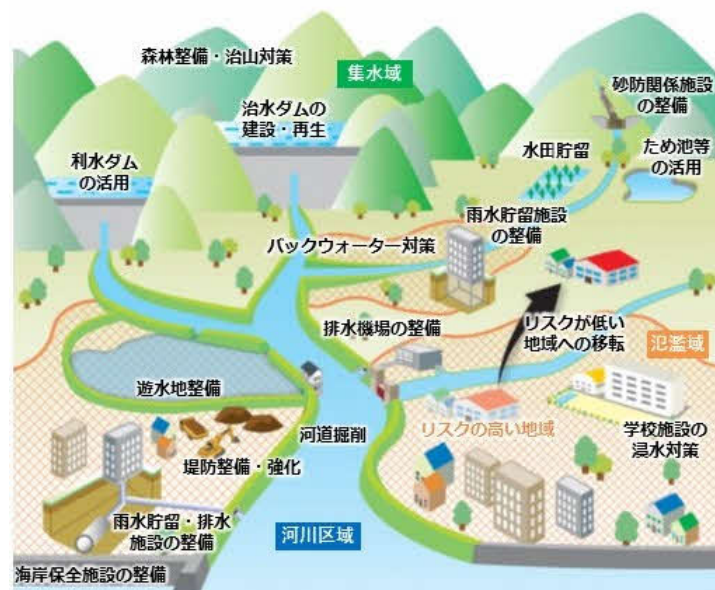 森林整備・治山対策
集水域
砂防関係施設
の整備
治水ダムの
建設・再生
水田貯留
ため池等
の活用
利水ダム
の活用
雨水貯留施設
の整備
バックウォーター対策
排水機場の整備
リスクが低い
地域への移転
氾濫域
遊水地整備
リスクの高い地域
学校施設の
浸水対策
河道掘削
堤防整備・強化
雨水貯留・排水
施設の整備
河川区域
海岸保全施設の整備